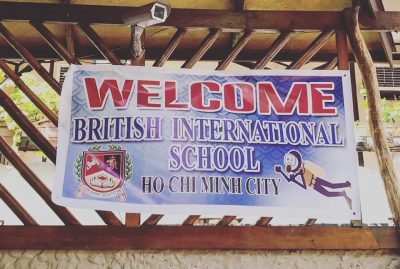 WELCOME
BRITISH INTERNATIONAL
SCHOOL
HO CHI MINH CITY